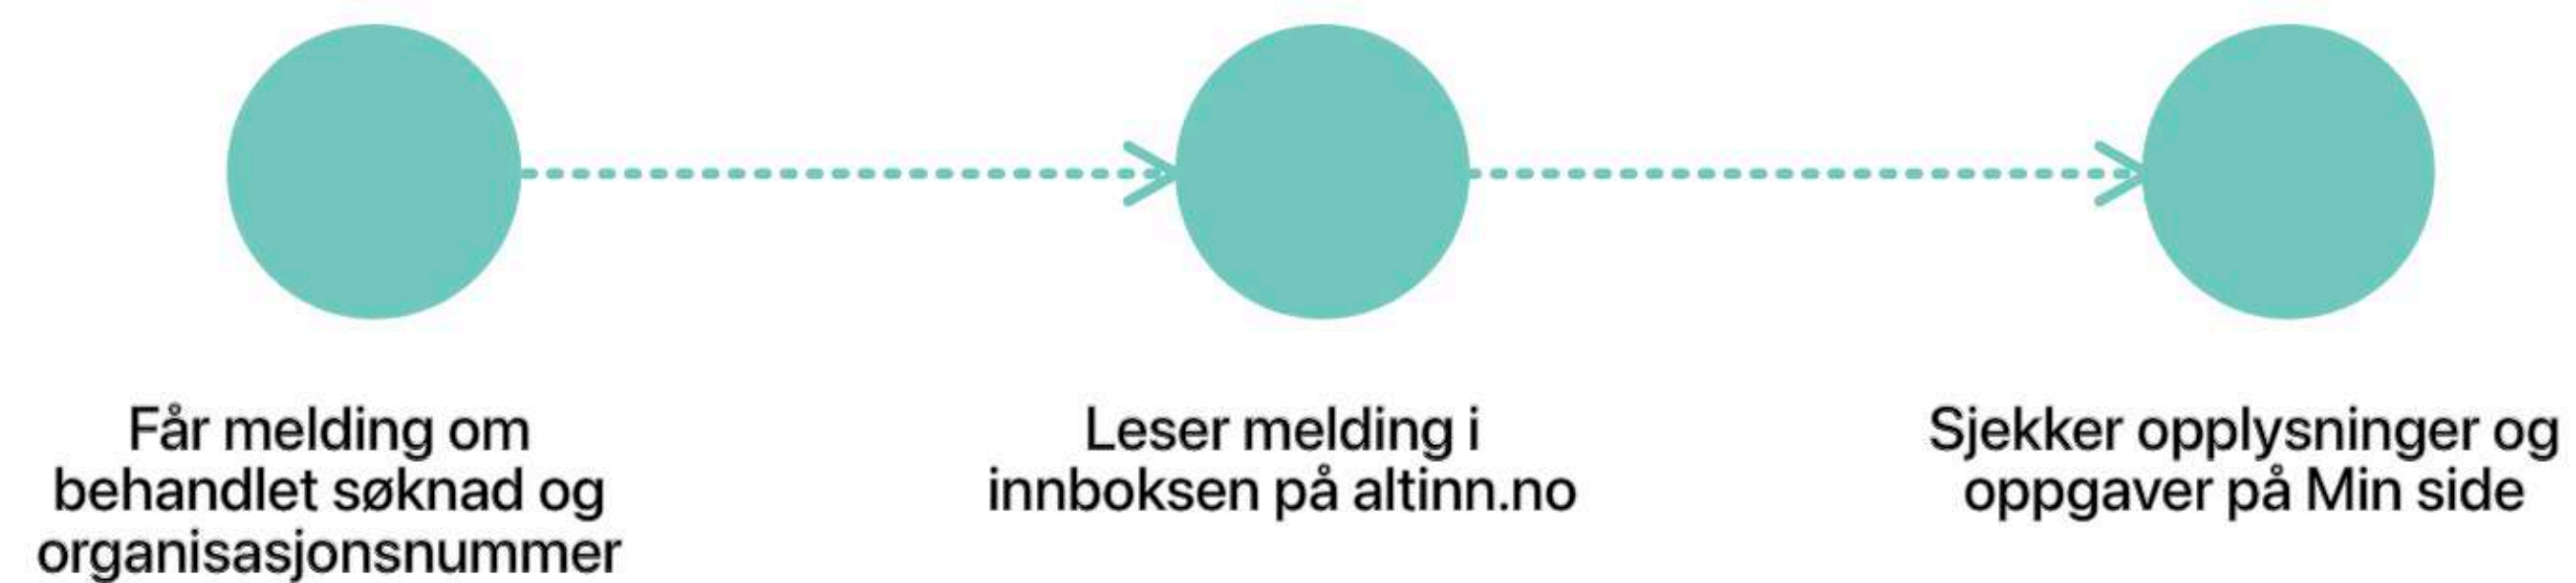 Får melding om
behandlet søknad og
organisasjonsnummer
Leser melding i
innboksen på altinn.no
Sjekker opplysninger og
oppgaver på Min side